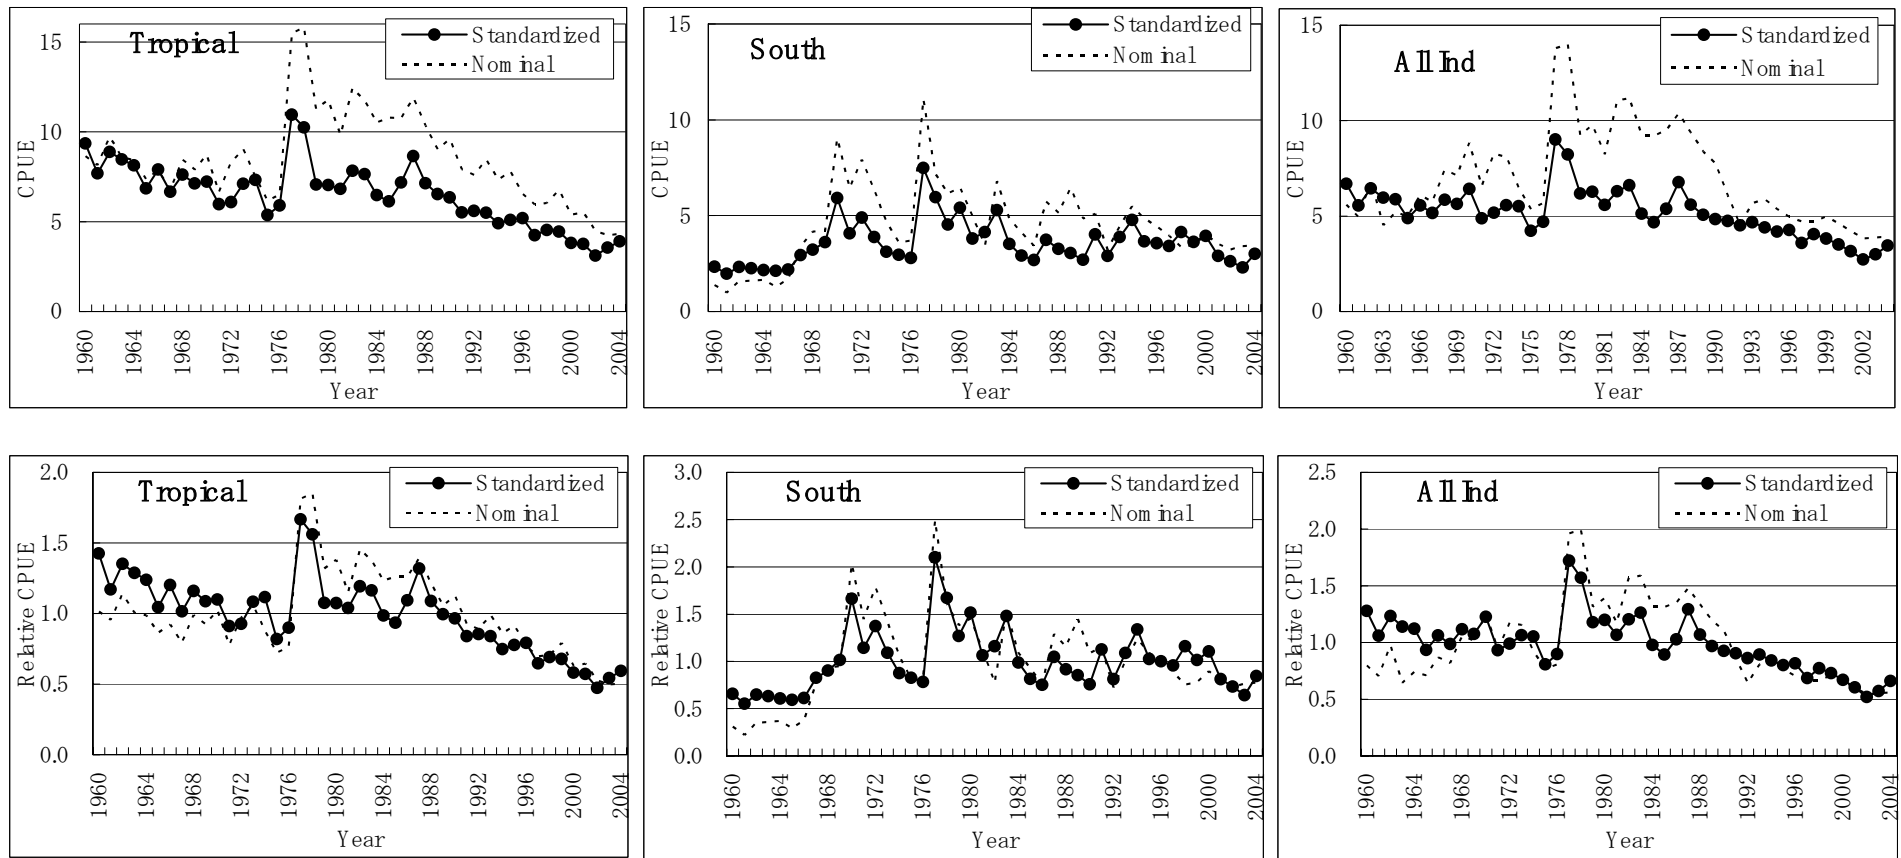 Tropical
Standardized
Nominal
CPUE
15
10
5
0
1960 1964 1968 1972 1976 1980 1984 1988 1992 1996 2000 2004
Year
South
Standardized
Nominal
CPUE
15
10
5
0
1960 1964 1968 1972 1976 1980 1984 1988 1992 1996 2000 2004
Year
All Ind
Standardized
Nominal
CPUE
15
10
5
0
1960 1963 1966 1969 1972 1975 1978 1981 1984 1987 1990 1993 1996 1999 2002
Year
Tropical
Standardized
Nominal
Relative CPUE
2.0
1.5
1.0
0.5
0.0
1960 1964 1968 1972 1976 1980 1984 1988 1992 1996 2000 2004
Year
South
Standardized
Nominal
Relative CPUE
3.0
2.5
2.0
1.5
1.0
0.5
0.0
1960 1964 1968 1972 1976 1980 1984 1988 1992 1996 2000 2004
Year
All Ind
Standardized
Nominal
Relative CPUE
2.5
2.0
1.5
1.0
0.5
0.0
1960 1964 1968 1972 1976 1980 1984 1988 1992 1996 2000 2004
Year